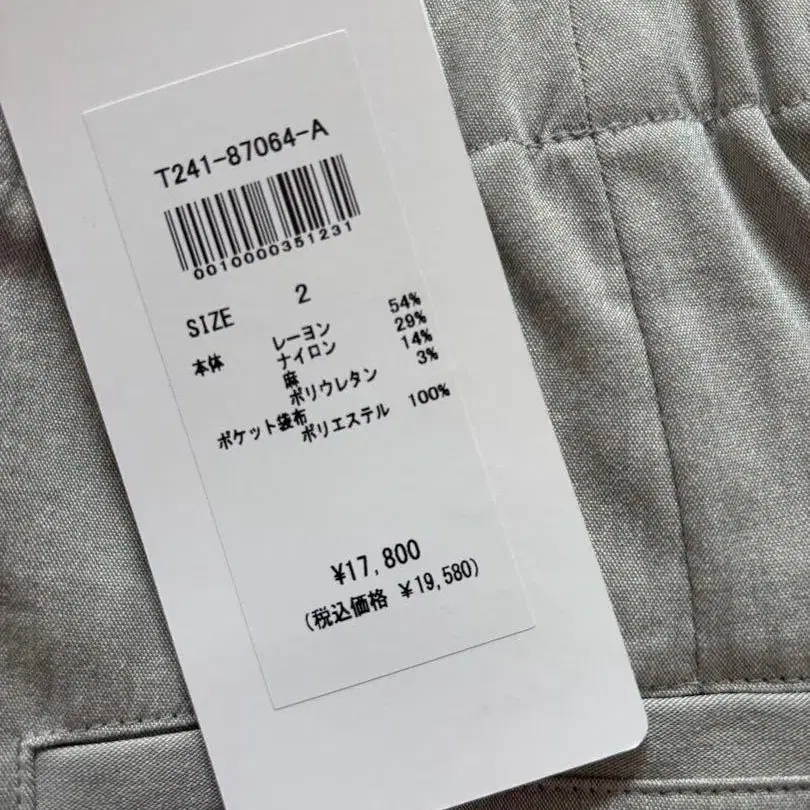 T241-87064-A
0010000351231
SIZE 2
本体 レーヨン 54%
ナイロン 29%
麻 14%
ポリウレタン 3%
ポケット袋布
ポリエステル 100%
¥17,800
(税込価格 ¥19,580)